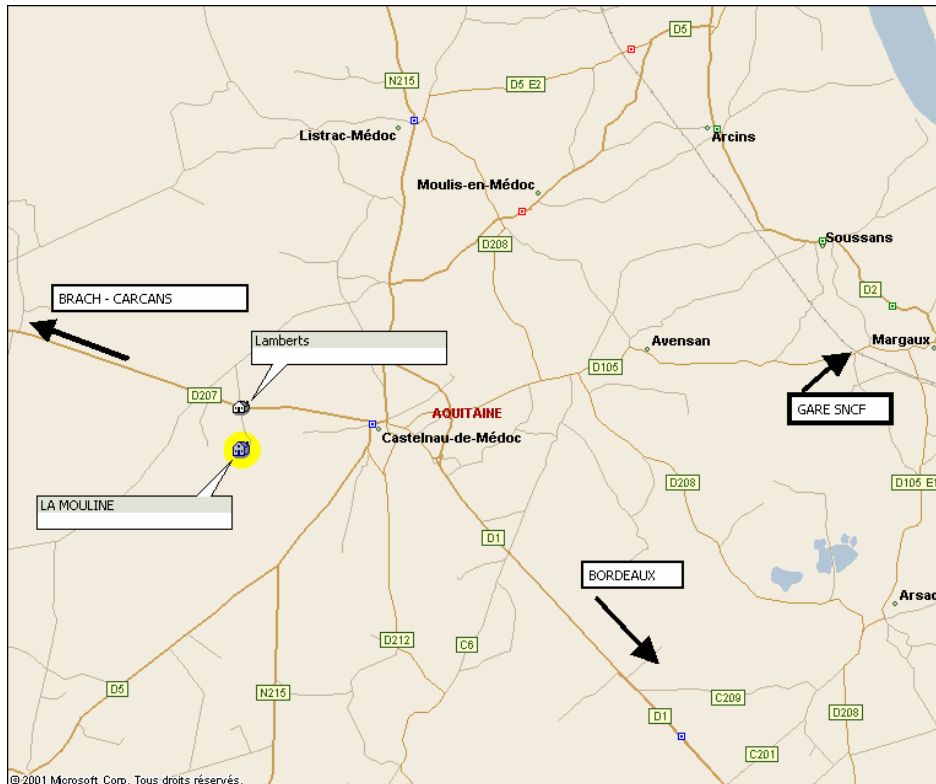 D5
N215
D5 E2
Listrac-Médoc
Arcins
Moulis-en-Médoc
Soussans
D208
BRACH - CARCANS
D2
Lamberts
Avensan
Margaux
D105
D207
GARE SNCF
AQUITAINE
Castelnau-de-Médoc
D208
D105 E1
LA MOULINE
D1
BORDEAUX
Arsac
D212
C6
D5
N215
C209
D1
D208
C201
© 2001 Microsoft Corp. Tous droits réservés.